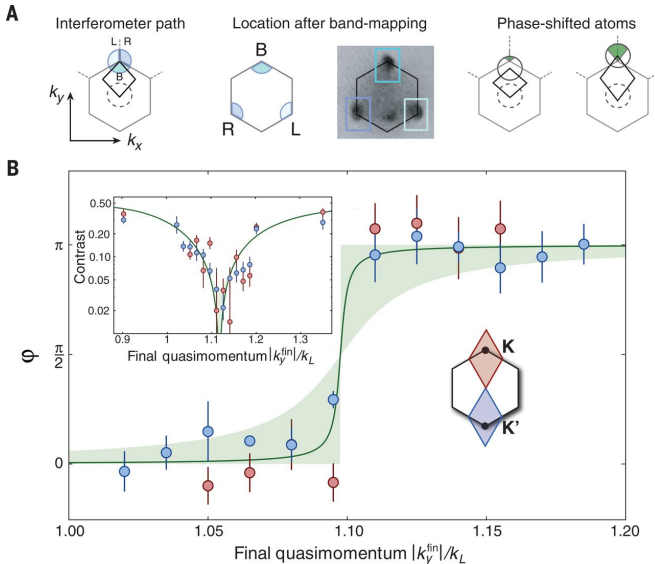 A
Interferometer path
Location after band-mapping
Phase-shifted atoms
L R
B
k_y
k_x
B
R
L
B
0.50
0.20
0.10
0.05
0.02
Contrast
0.9
1
1.1
1.2
1.3
Final quasimomentum |k_y^fin|/k_L
π
π/2
0
φ
K
K'
1.00
1.05
1.10
1.15
1.20
Final quasimomentum |k_y^fin|/k_L